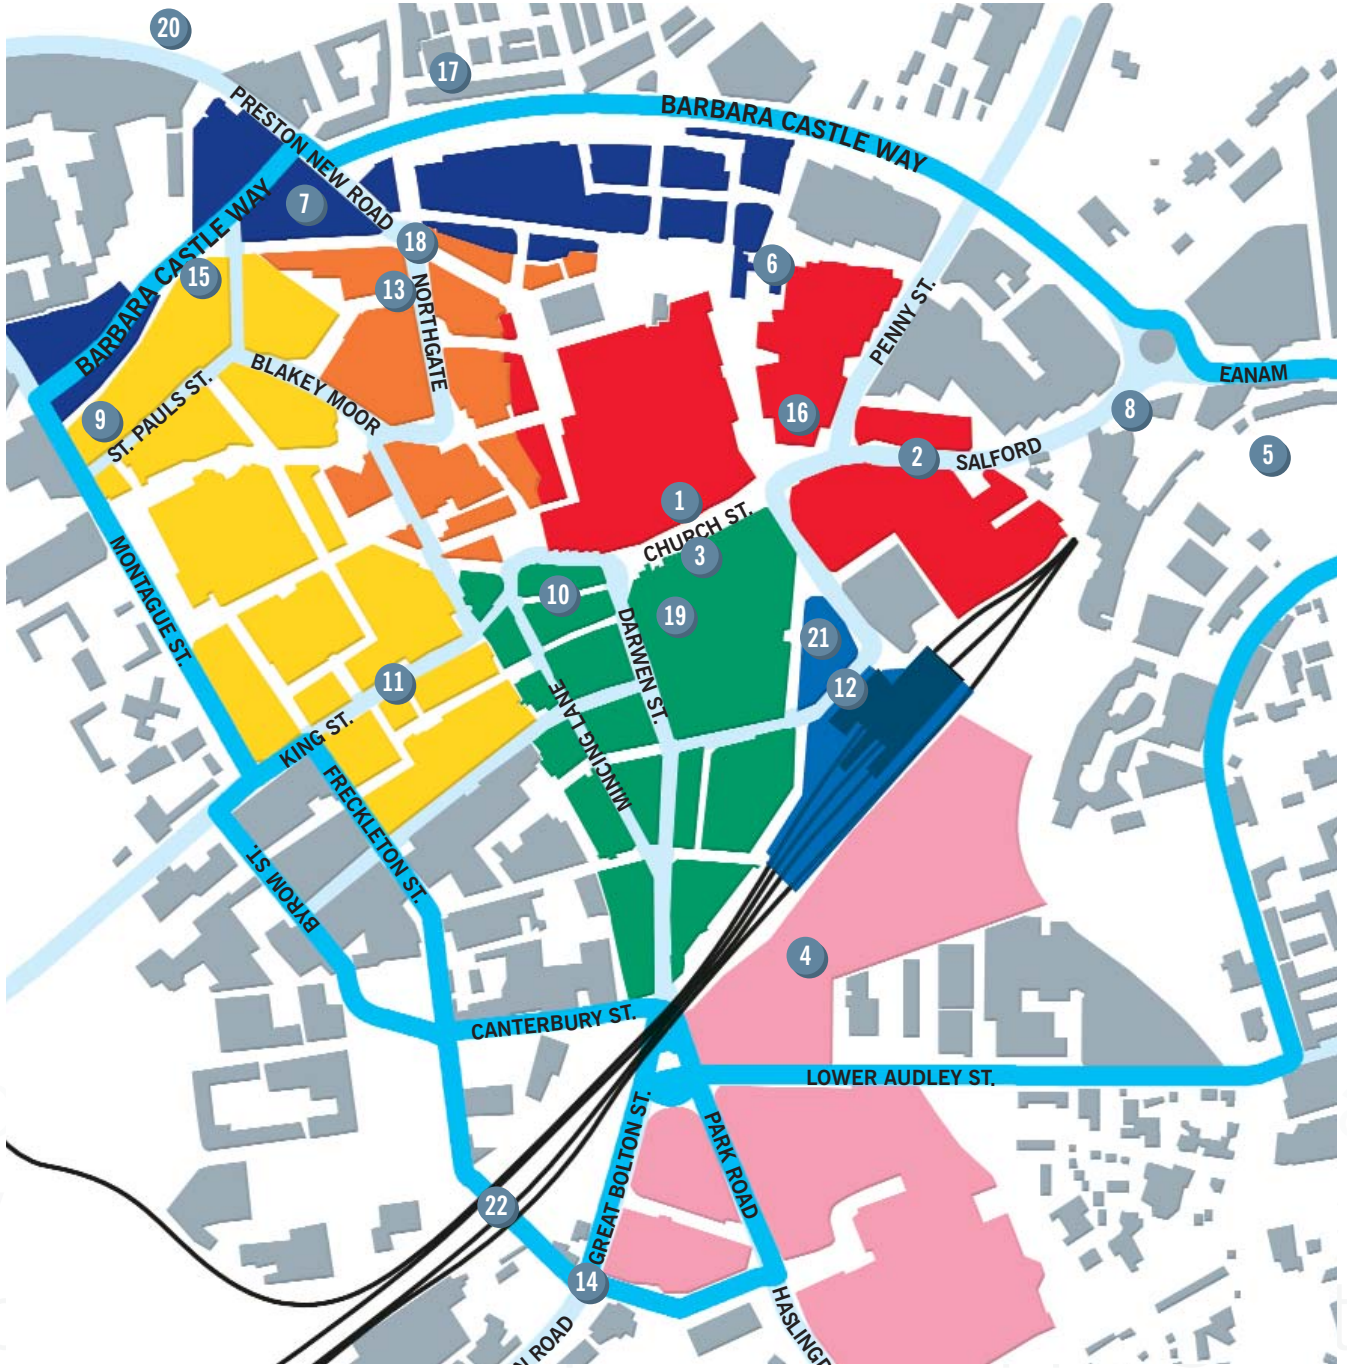 20
17
PRESTON NEW ROAD
BARBARA CASTLE WAY
7
18
6
15
13
BARBARA CASTLE WAY
NORTHGATE
PENNY ST.
EANAM
BLAKEY MOOR
9
ST. PAULS ST.
16
8
2
SALFORD
5
1
CHURCH ST.
3
MONTAGUE ST.
10
19
DARWEN ST.
21
11
12
KING ST.
MINCING LANE
FRECKLETON ST.
BYROM ST.
4
CANTERBURY ST.
LOWER AUDLEY ST.
GREAT BOLTON ST.
PARK ROAD
22
14
N ROAD